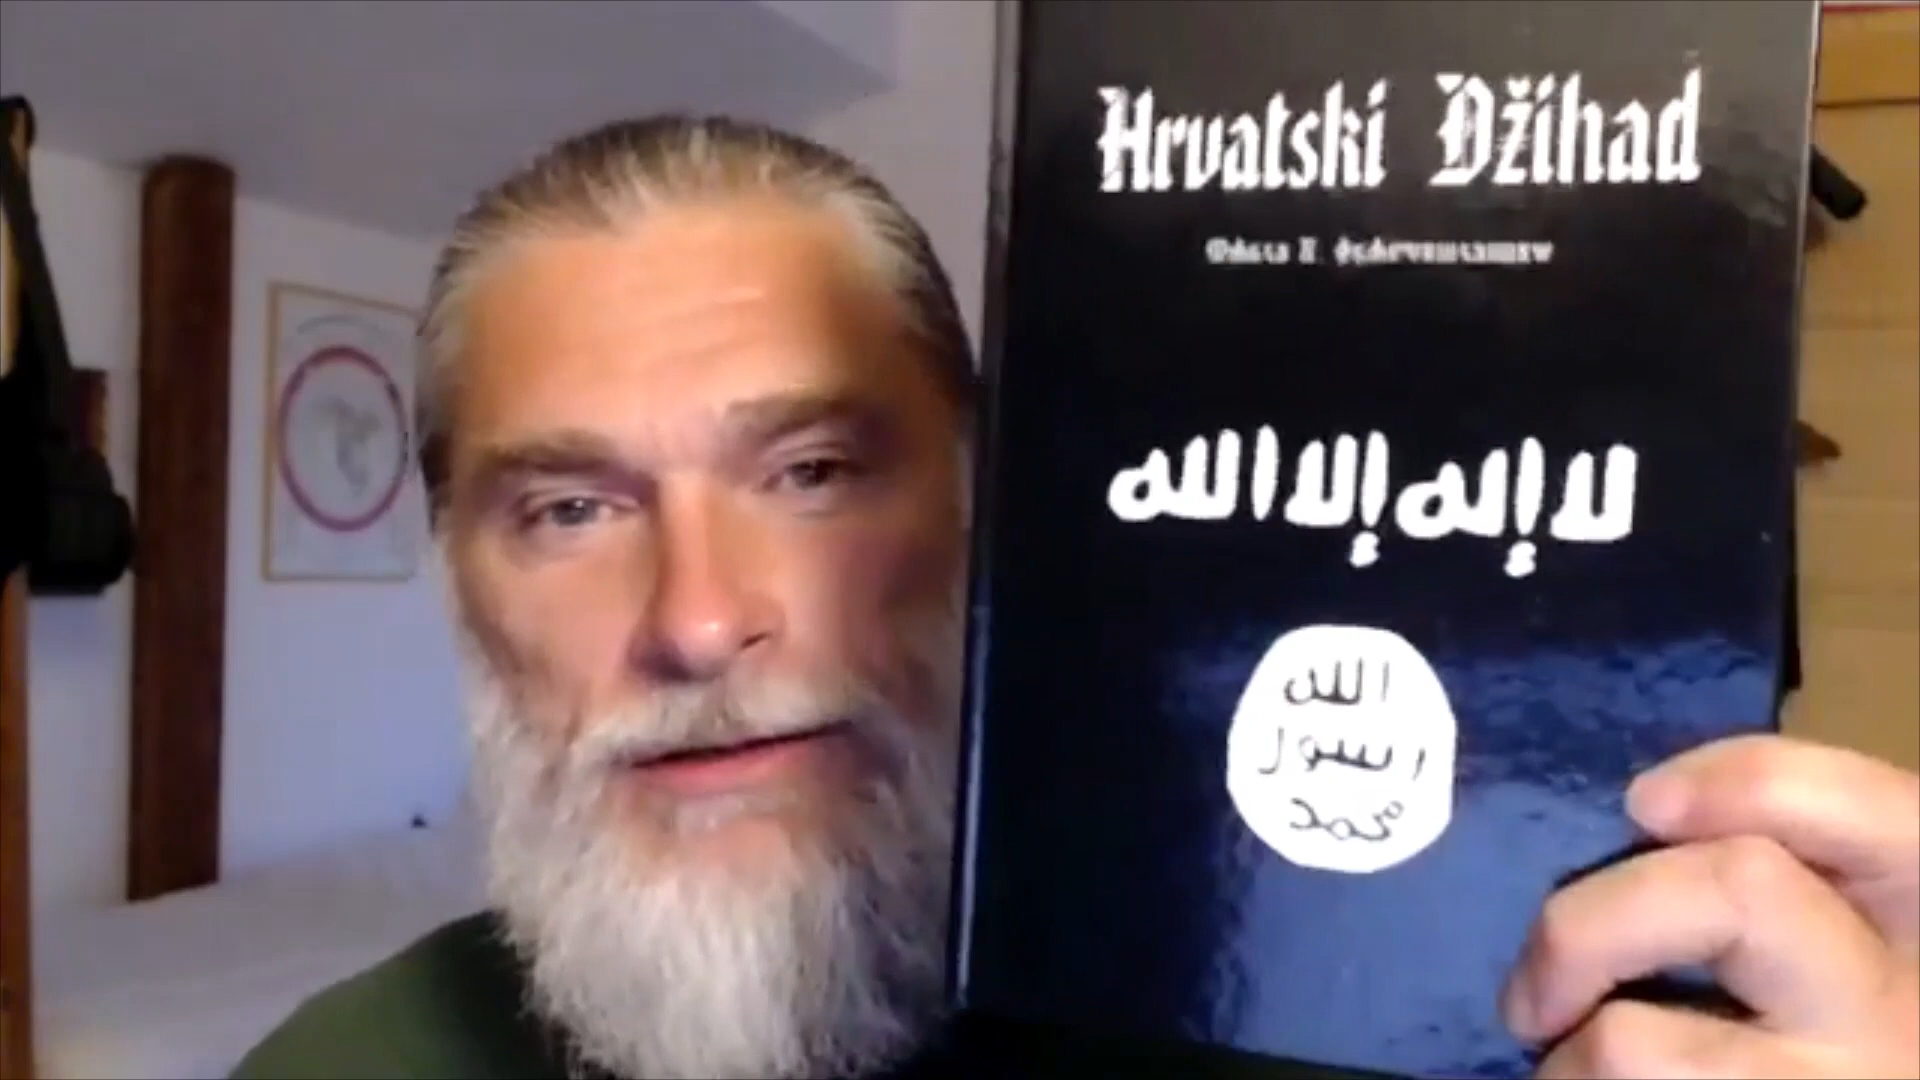 Hrvatski Džihad
لا إله إلا الله
الله
رسول
محمد